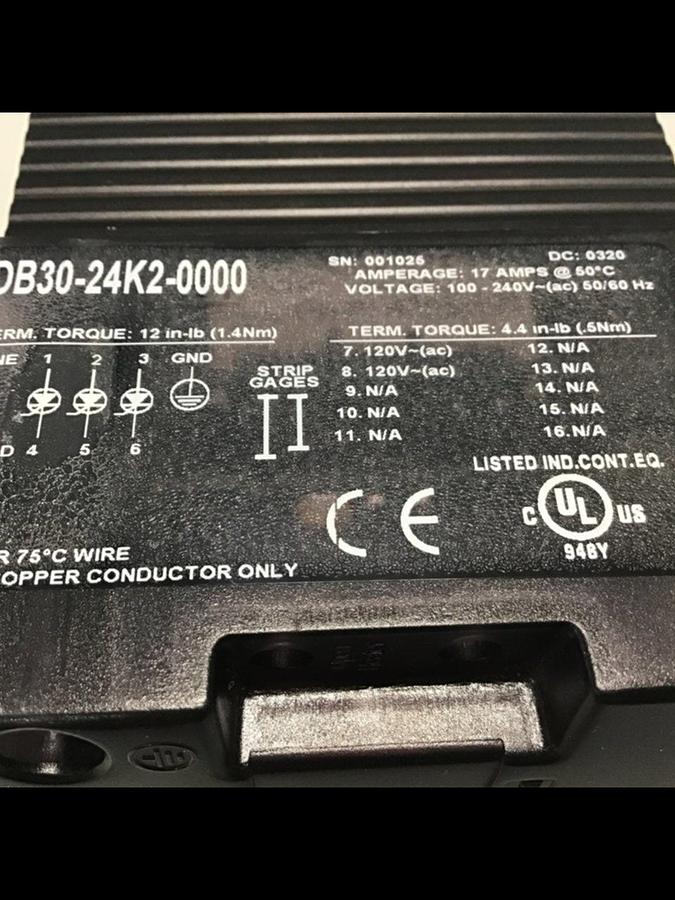 DB30-24K2-0000
SN: 001025 DC: 0320
AMPERAGE: 17 AMPS @ 50°C
VOLTAGE: 100 - 240V~(ac) 50/60 Hz
ERM. TORQUE: 12 in-lb (1.4Nm)
TERM. TORQUE: 4.4 in-lb (.5Nm)
NE 1 2 3 GND
D 4 5 6
STRIP
GAGES
7. 120V~(ac) 12. N/A
8. 120V~(ac) 13. N/A
9. N/A 14. N/A
10. N/A 15. N/A
11. N/A 16. N/A
LISTED IND.CONT.EQ.
CE
C UL US
948Y
R 75°C WIRE
OPPER CONDUCTOR ONLY